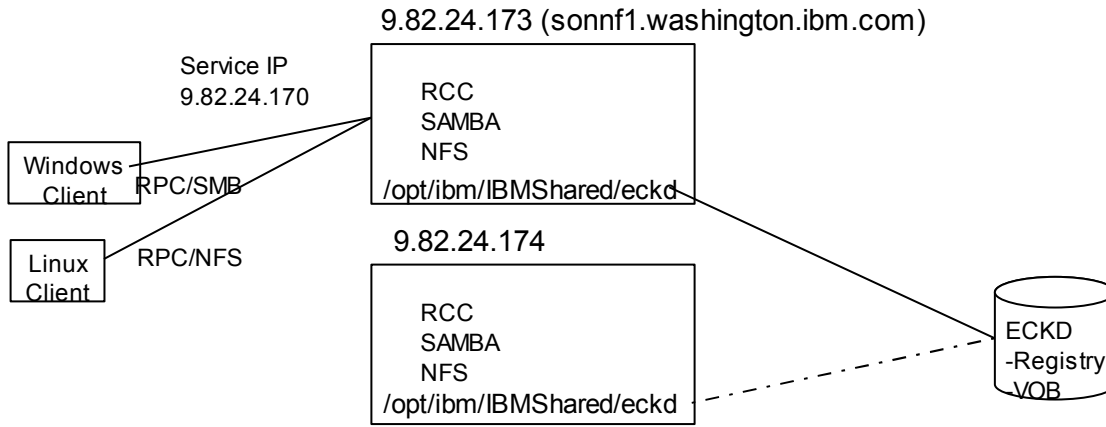 9.82.24.173 (sonnf1.washington.ibm.com)
Service IP
9.82.24.170
RCC
SAMBA
NFS
/opt/ibm/IBMShared/eckd
Windows
Client
RPC/SMB
9.82.24.174
Linux
Client
RPC/NFS
RCC
SAMBA
NFS
/opt/ibm/IBMShared/eckd
ECKD
-Registry
-VOB